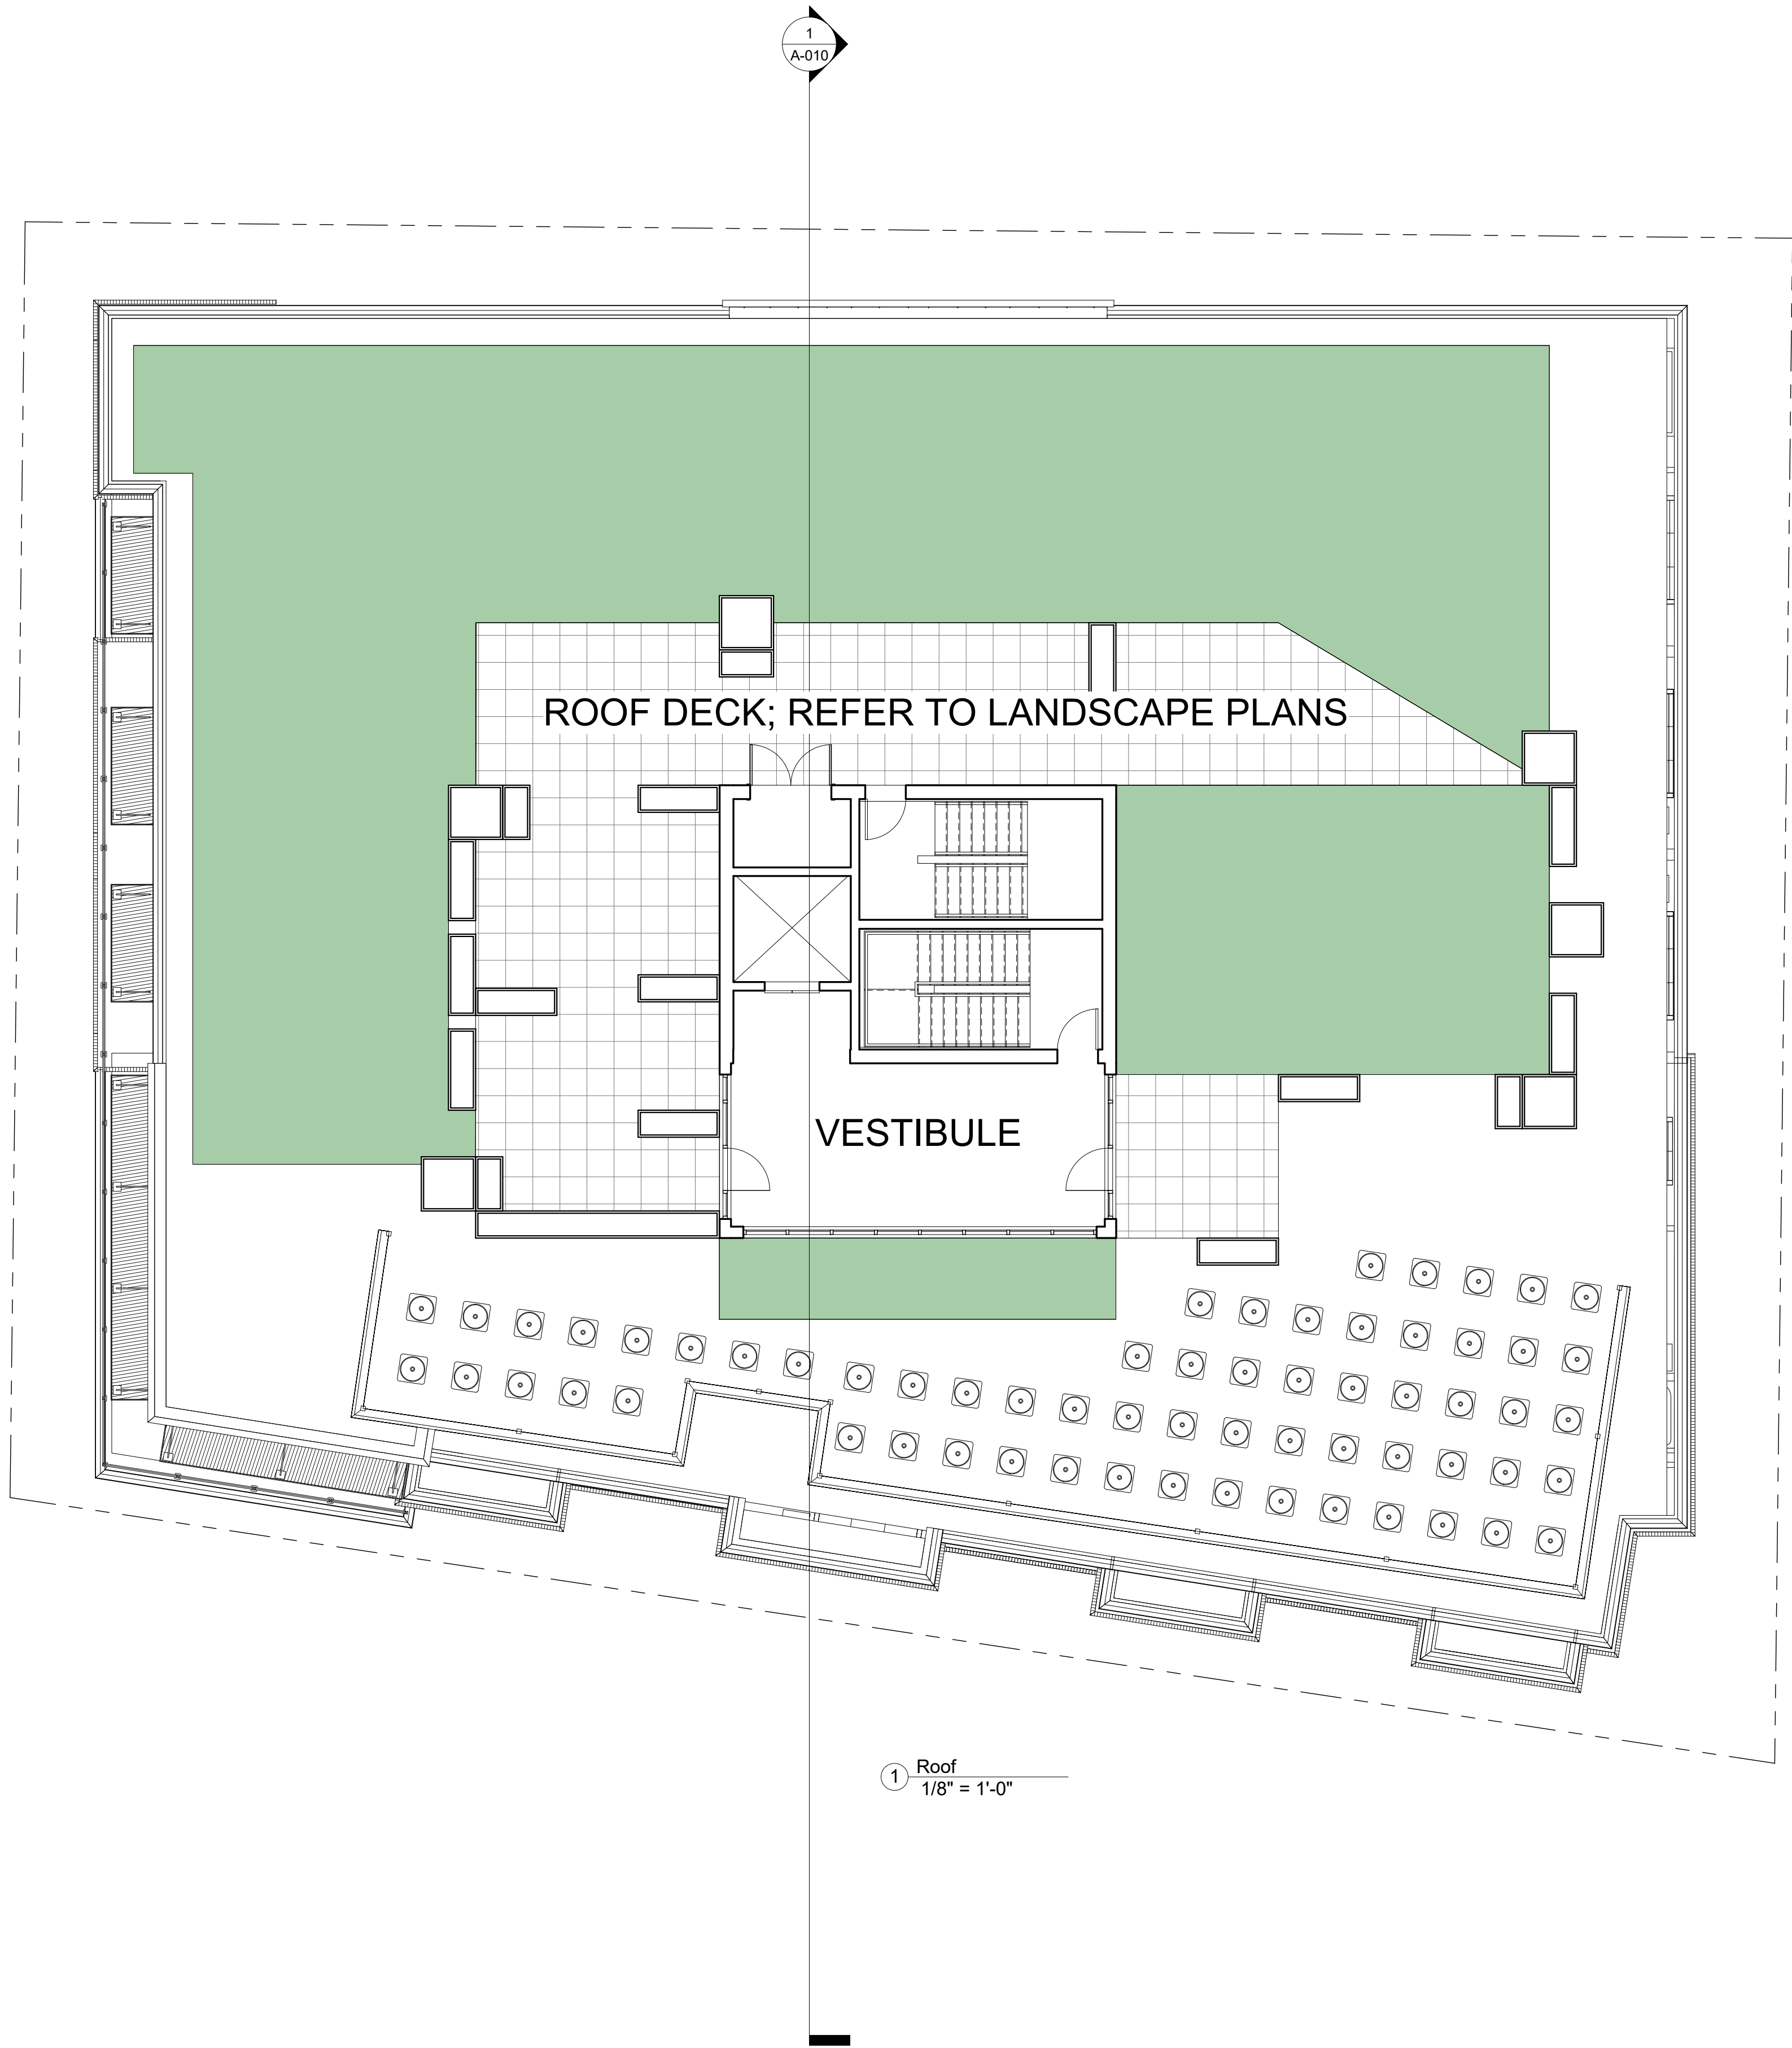 1
A-010
ROOF DECK; REFER TO LANDSCAPE PLANS
VESTIBULE
1
Roof
1/8" = 1'-0"